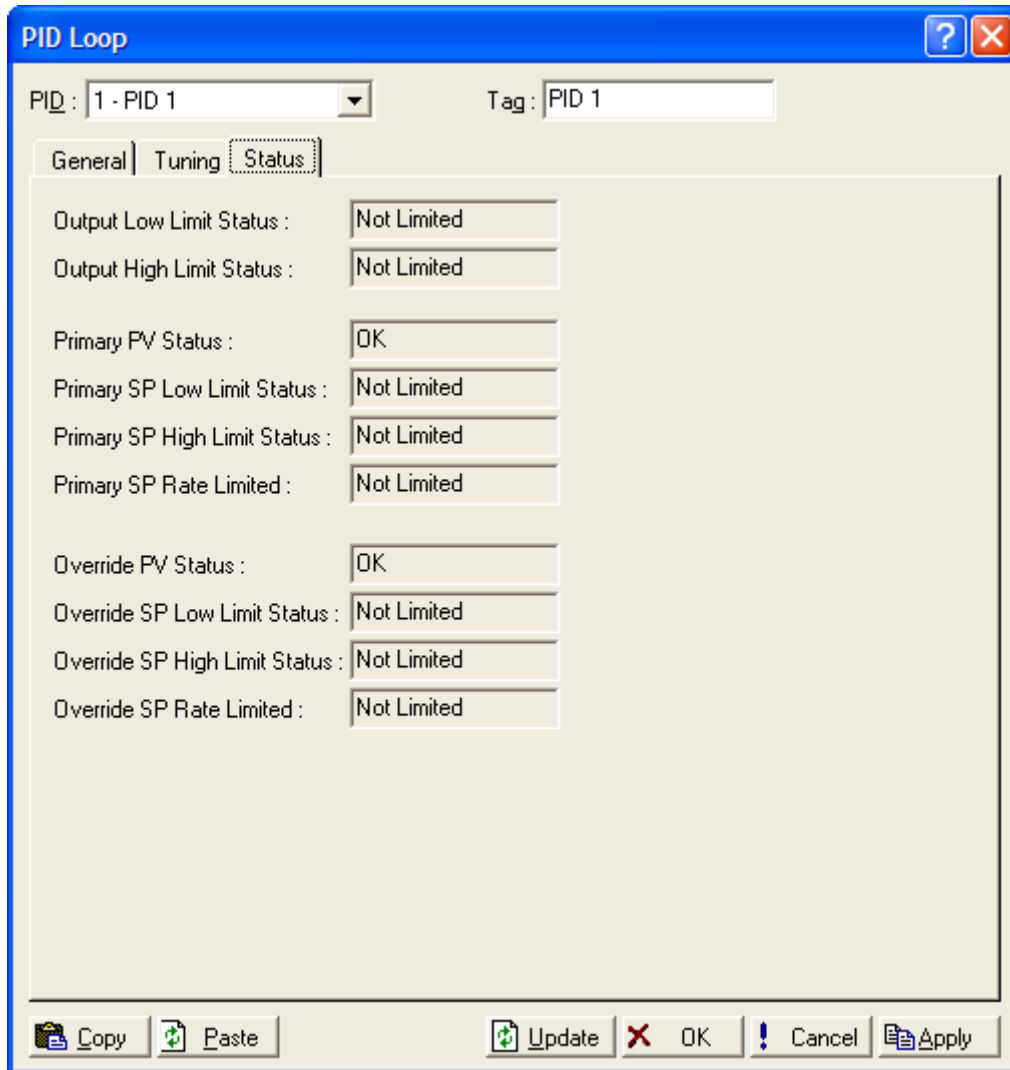 PID Loop
PID : 1 - PID 1 Tag : PID 1
General Tuning Status
Output Low Limit Status : Not Limited
Output High Limit Status : Not Limited
Primary PV Status : OK
Primary SP Low Limit Status : Not Limited
Primary SP High Limit Status : Not Limited
Primary SP Rate Limited : Not Limited
Override PV Status : OK
Override SP Low Limit Status : Not Limited
Override SP High Limit Status : Not Limited
Override SP Rate Limited : Not Limited
Copy Paste Update OK Cancel Apply